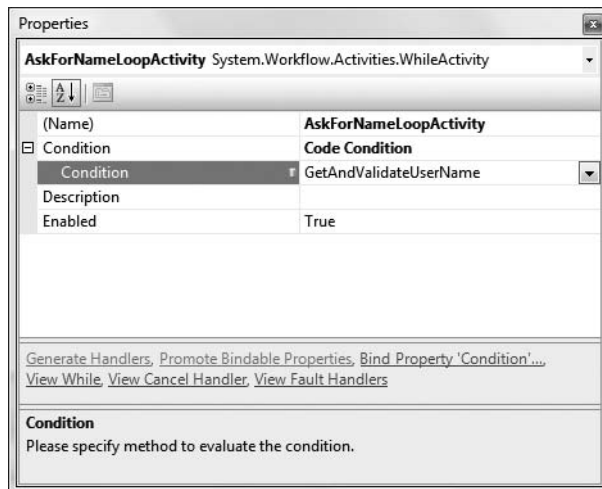 Properties
AskForNameLoopActivity System.Workflow.Activities.WhileActivity
(Name) AskForNameLoopActivity
Condition Code Condition
Condition GetAndValidateUserName
Description
Enabled True
Generate Handlers, Promote Bindable Properties, Bind Property 'Condition'...,
View While, View Cancel Handler, View Fault Handlers
Condition
Please specify method to evaluate the condition.